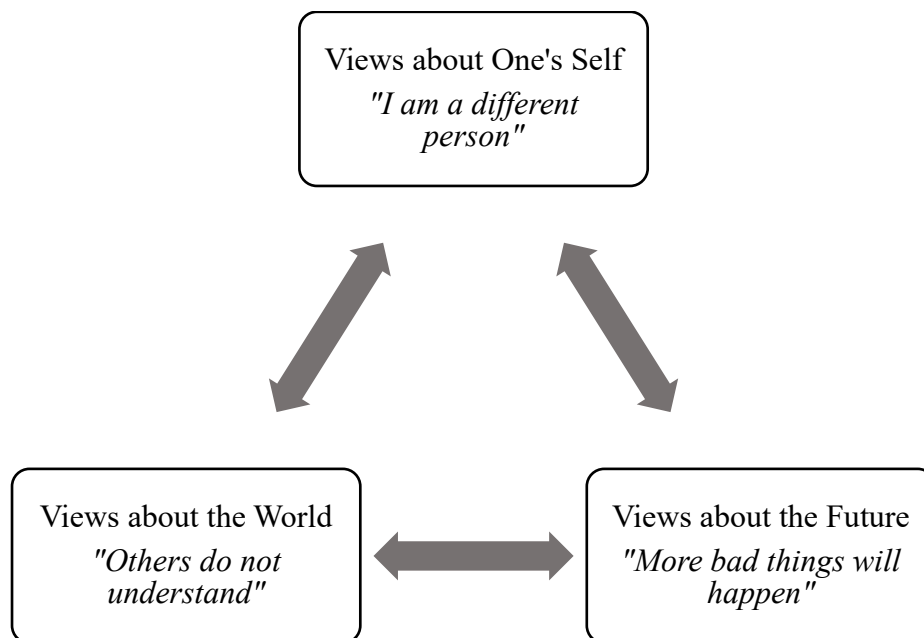 Views about One's Self
"I am a different
person"
Views about the World
"Others do not
understand"
Views about the Future
"More bad things will
happen"